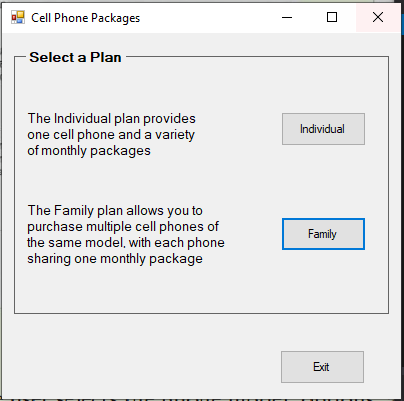 Cell Phone Packages
Select a Plan
The Individual plan provides
one cell phone and a variety
of monthly packages
Individual
The Family plan allows you to
purchase multiple cell phones of
the same model, with each phone
sharing one monthly package
Family
Exit